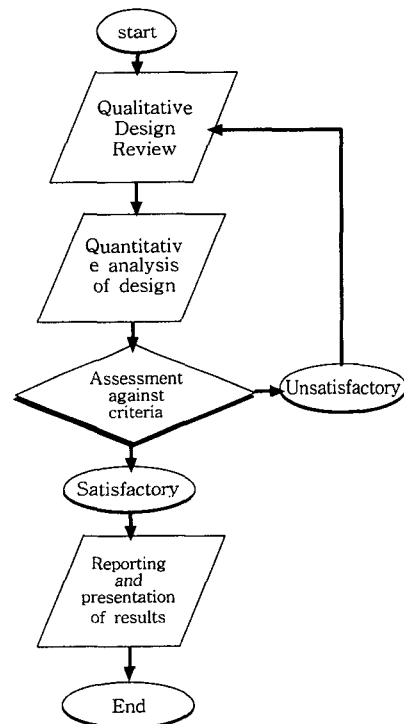 start
Qualitative
Design
Review
Quantitativ
e analysis
of design
Assessment
against
criteria
Unsatisfactory
Satisfactory
Reporting
and
presentation
of results
End